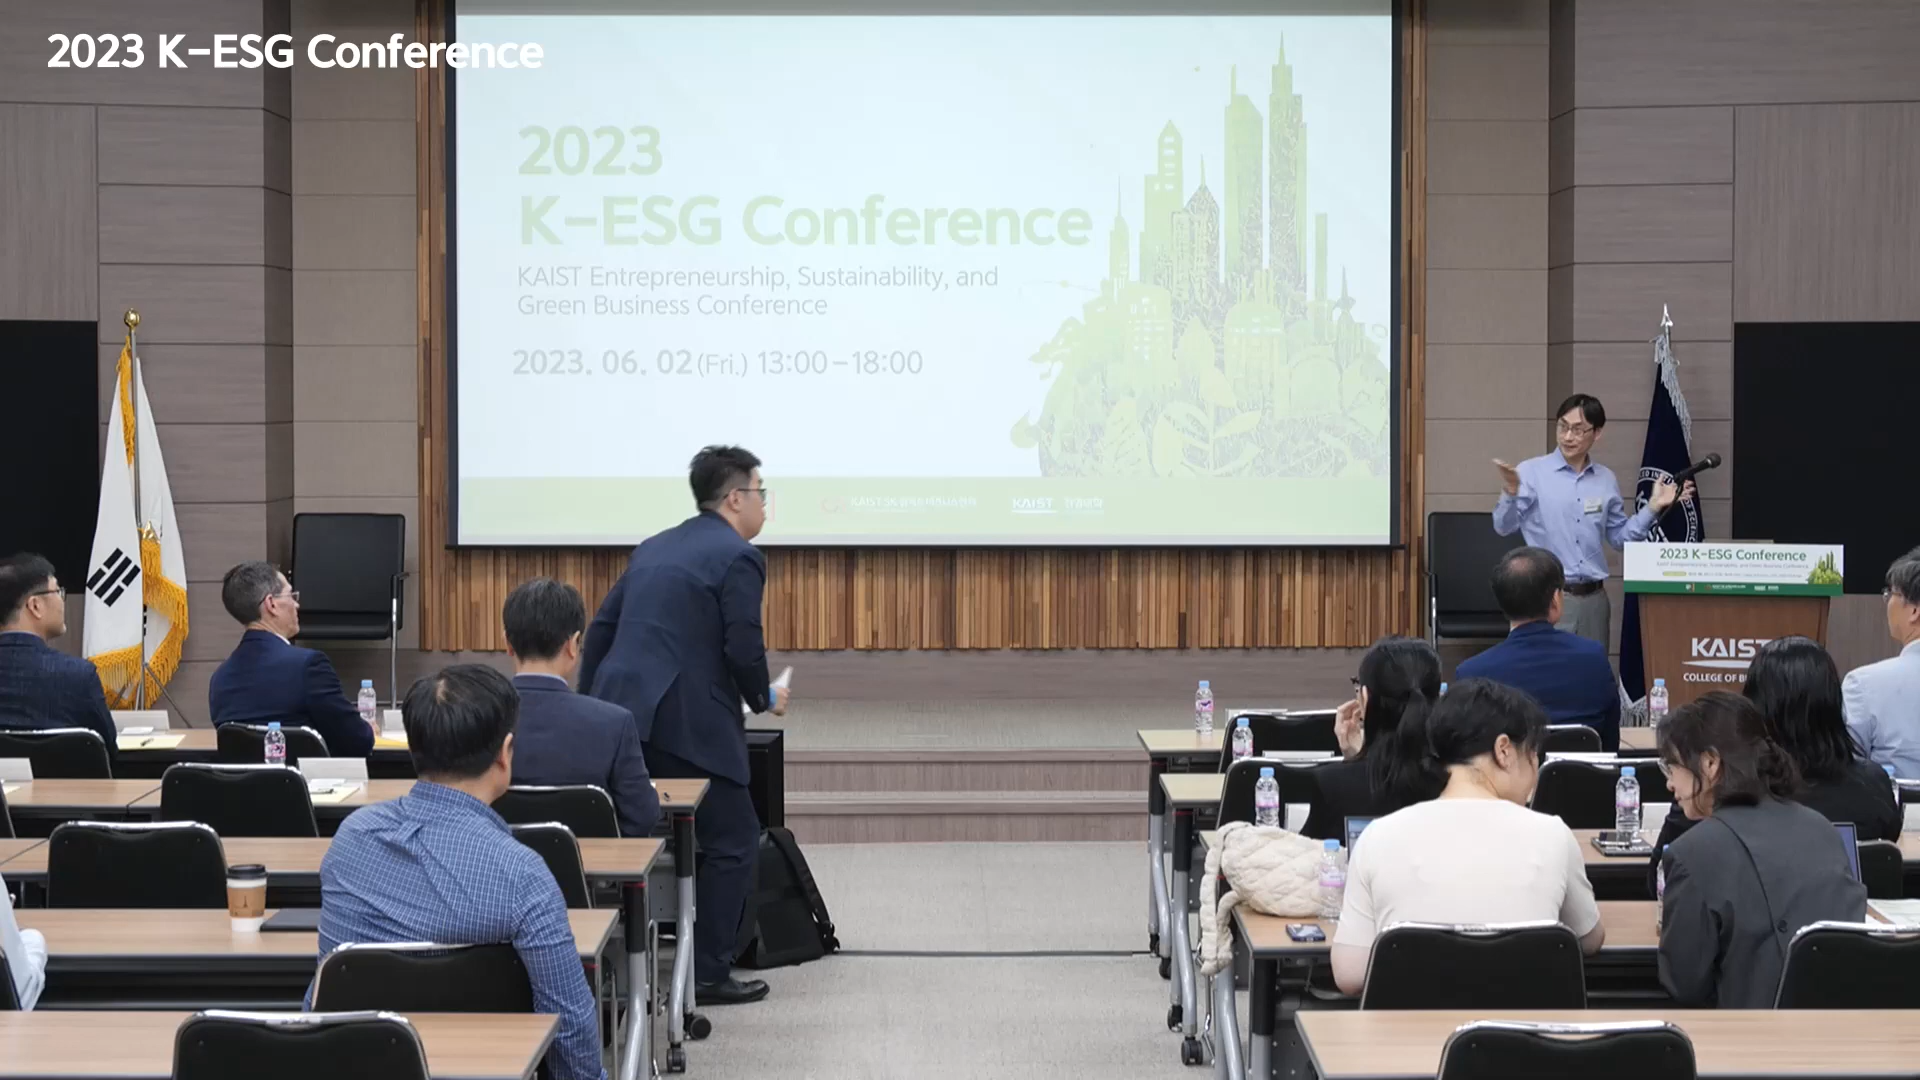 2023 K-ESG Conference
2023
K-ESG Conference
KAIST Entrepreneurship, Sustainability, and
Green Business Conference
2023. 06. 02 (Fri.) 13:00-18:00
KAIST
2023 K-ESG Conference
KAIST
COLLEGE OF